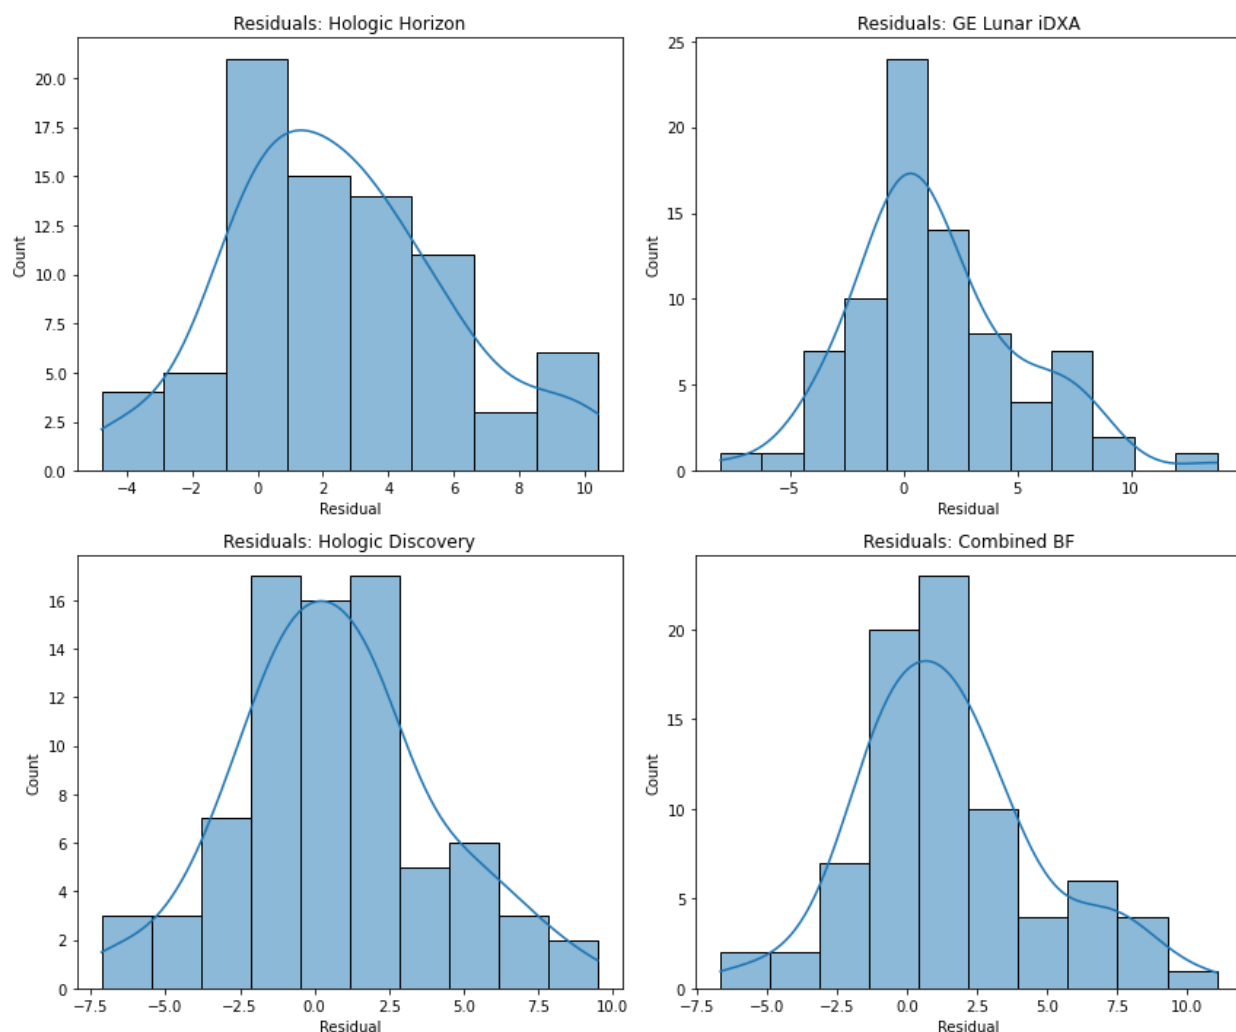 Residuals: Hologic Horizon
Count
20.0
17.5
15.0
12.5
10.0
7.5
5.0
2.5
0.0
−4 −2 0 2 4 6 8 10
Residual
Residuals: GE Lunar iDXA
Count
25
20
15
10
5
0
−5 0 5 10
Residual
Residuals: Hologic Discovery
Count
16
14
12
10
8
6
4
2
0
−7.5 −5.0 −2.5 0.0 2.5 5.0 7.5 10.0
Residual
Residuals: Combined BF
Count
20
15
10
5
0
−7.5 −5.0 −2.5 0.0 2.5 5.0 7.5 10.0
Residual